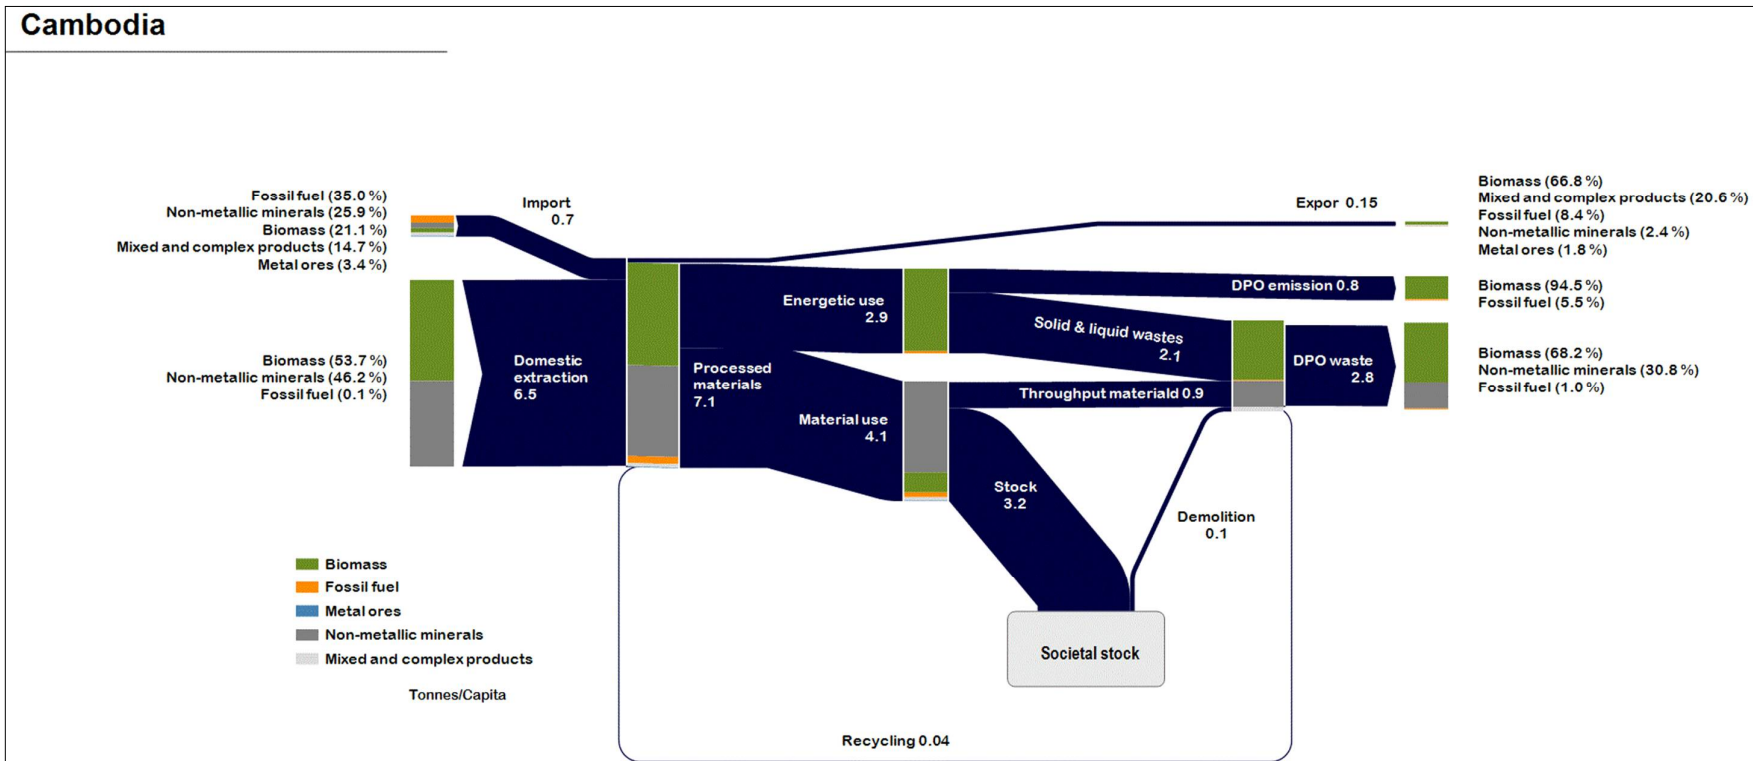 Cambodia
Fossil fuel (35.0 %)
Non-metallic minerals (25.9 %)
Biomass (21.1 %)
Mixed and complex products (14.7 %)
Metal ores (3.4 %)
Import
0.7
Expor 0.15
Biomass (66.8 %)
Mixed and complex products (20.6 %)
Fossil fuel (8.4 %)
Non-metallic minerals (2.4 %)
Metal ores (1.8 %)
Biomass (53.7 %)
Non-metallic minerals (46.2 %)
Fossil fuel (0.1 %)
Domestic
extraction
6.5
Processed
materials
7.1
Energetic use
2.9
Material use
4.1
DPO emission 0.8
Biomass (94.5 %)
Fossil fuel (5.5 %)
Solid & liquid wastes
2.1
Throughput materiald 0.9
DPO waste
2.8
Biomass (68.2 %)
Non-metallic minerals (30.8 %)
Fossil fuel (1.0 %)
Stock
3.2
Demolition
0.1
Societal stock
Biomass
Fossil fuel
Metal ores
Non-metallic minerals
Mixed and complex products
Tonnes/Capita
Recycling 0.04